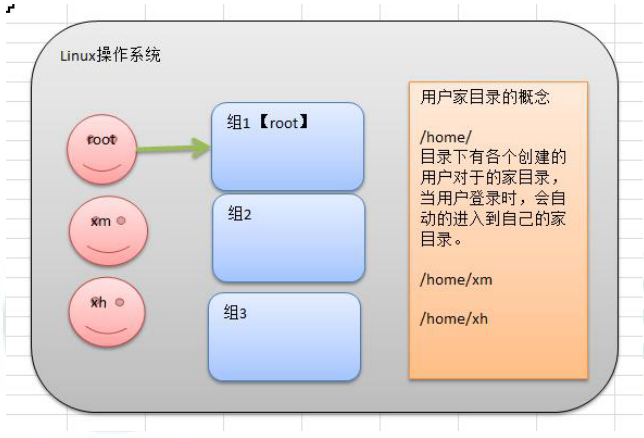 Linux操作系统
root
xm
xh
组1【root】
组2
组3
用户家目录的概念
/home/
目录下有各个创建的
用户对于的家目录，
当用户登录时，会自
动的进入到自己的家
目录。
/home/xm
/home/xh